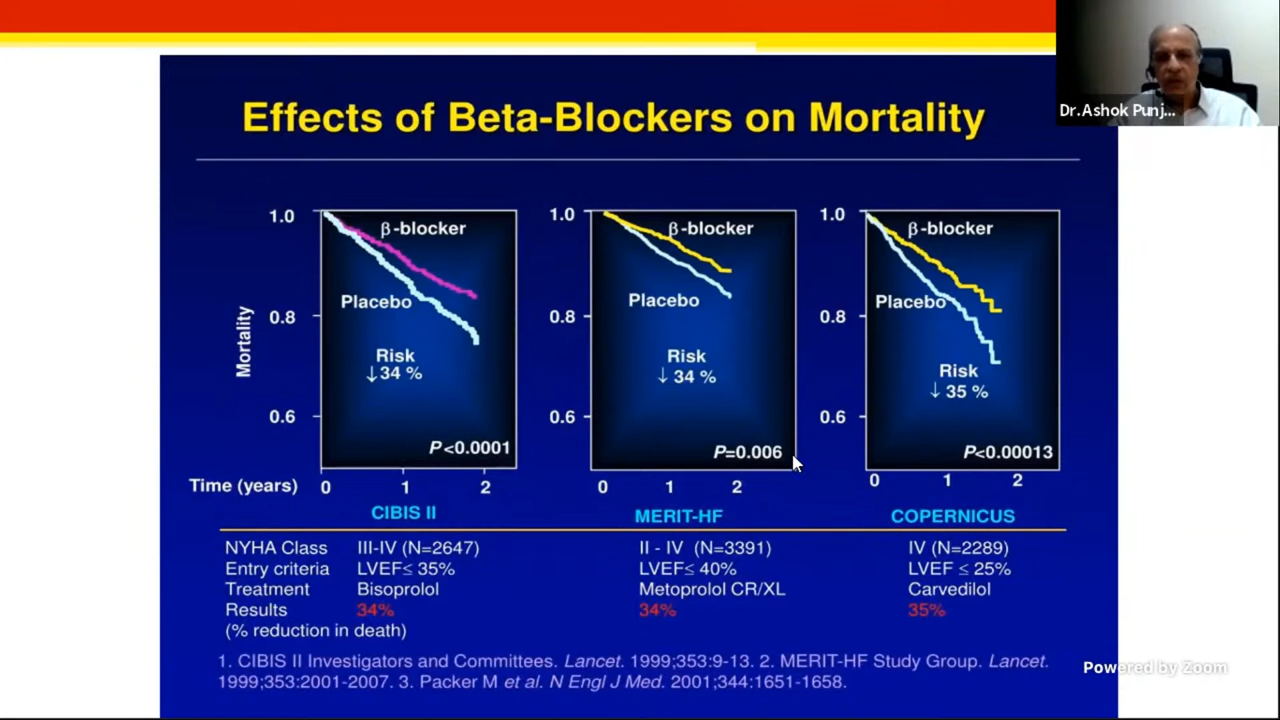 Dr.Ashok Punj...
Effects of Beta-Blockers on Mortality
Mortality
1.0
0.8
0.6
β-blocker
Placebo
Risk
↓34 %
P<0.0001
1.0
0.8
0.6
β-blocker
Placebo
Risk
↓ 34 %
P=0.006
1.0
0.8
0.6
β-blocker
Placebo
Risk
↓ 35 %
P<0.00013
Time (years) 0 1 2
0 1 2
0 1 2
CIBIS II MERIT-HF COPERNICUS
NYHA Class III-IV (N=2647) II - IV (N=3391) IV (N=2289)
Entry criteria LVEF≤ 35% LVEF≤ 40% LVEF ≤ 25%
Treatment Bisoprolol Metoprolol CR/XL Carvedilol
Results 34% 34% 35%
(% reduction in death)
1. CIBIS II Investigators and Committees. Lancet. 1999;353:9-13. 2. MERIT-HF Study Group. Lancet.
1999;353:2001-2007. 3. Packer M et al. N Engl J Med. 2001;344:1651-1658.
Powered by Zoom